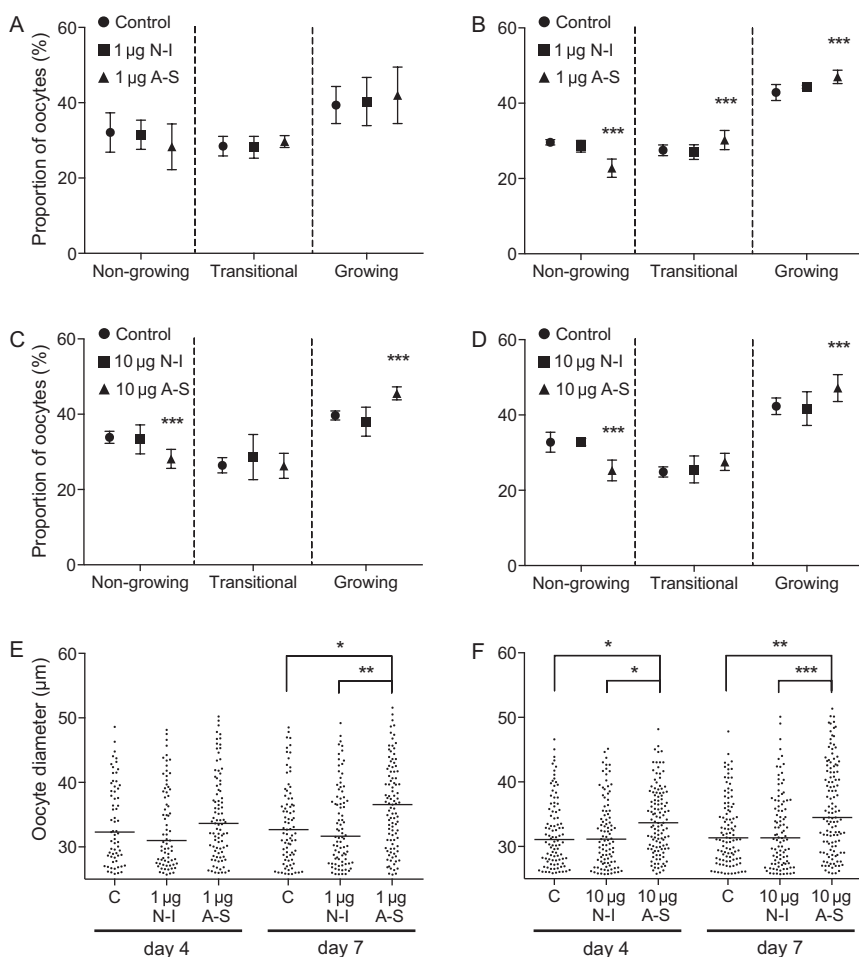 A
Control
1 µg N-I
1 µg A-S
Proportion of oocytes (%)
60
40
20
0
Non-growing
Transitional
Growing
B
Control
1 µg N-I
1 µg A-S
60
40
20
0
***
***
***
Non-growing
Transitional
Growing
C
Control
10 µg N-I
10 µg A-S
Proportion of oocytes (%)
60
40
20
0
***
***
Non-growing
Transitional
Growing
D
Control
10 µg N-I
10 µg A-S
60
40
20
0
***
***
Non-growing
Transitional
Growing
E
Oocyte diameter (µm)
60
50
40
30
*
**
C
1 µg
N-I
1 µg
A-S
C
1 µg
N-I
1 µg
A-S
day 4
day 7
F
60
50
40
30
*
*
**
***
C
10 µg
N-I
10 µg
A-S
C
10 µg
N-I
10 µg
A-S
day 4
day 7